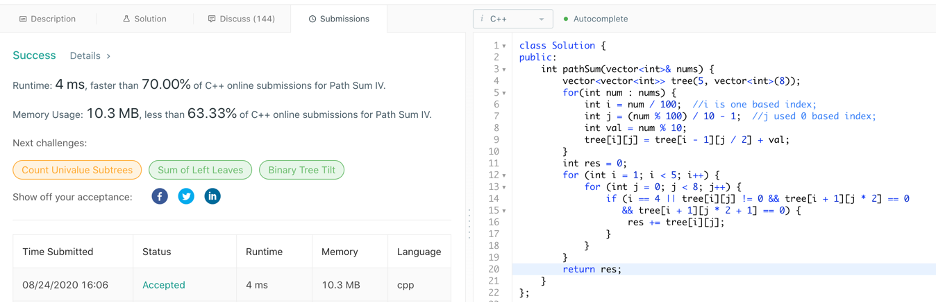 Description Solution Discuss (144) Submissions
Success Details >
Runtime: 4 ms, faster than 70.00% of C++ online submissions for Path Sum IV.
Memory Usage: 10.3 MB, less than 63.33% of C++ online submissions for Path Sum IV.
Next challenges:
Count Univalue Subtrees Sum of Left Leaves Binary Tree Tilt
Show off your acceptance:
Time Submitted Status Runtime Memory Language
08/24/2020 16:06 Accepted 4 ms 10.3 MB cpp
i C++ Autocomplete
1 class Solution {
2 public:
3 int pathSum(vector<int>& nums) {
4 vector<vector<int>> tree(5, vector<int>(8));
5 for(int num : nums) {
6 int i = num / 100; //i is one based index;
7 int j = (num % 100) / 10 - 1; //j used 0 based index;
8 int val = num % 10;
9 tree[i][j] = tree[i - 1][j / 2] + val;
10 }
11 int res = 0;
12 for (int i = 1; i < 5; i++) {
13 for (int j = 0; j < 8; j++) {
14 if (i == 4 || tree[i][j] != 0 && tree[i + 1][j * 2] == 0
15 && tree[i + 1][j * 2 + 1] == 0) {
16 res += tree[i][j];
17 }
18 }
19 }
20 return res;
21 }
22 };